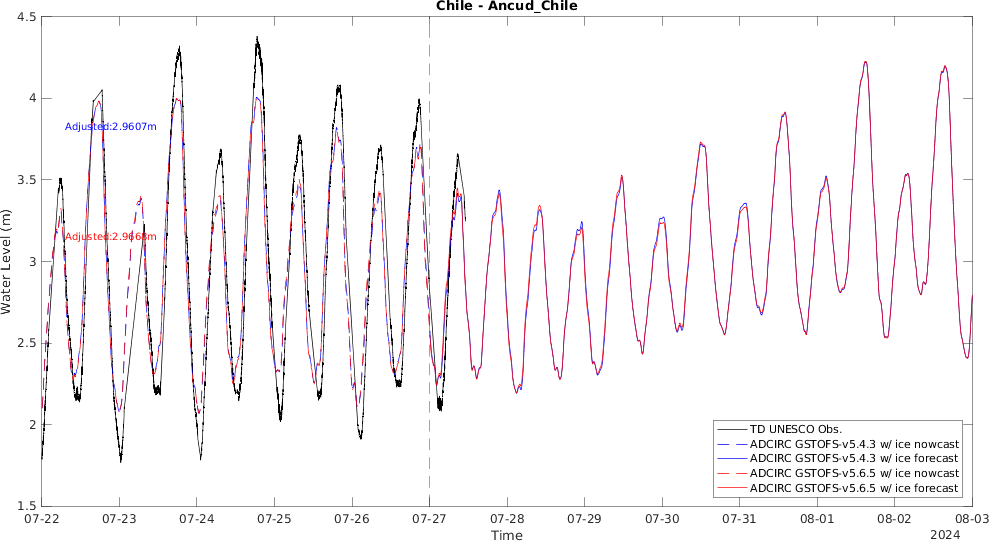 Chile - Ancud_Chile
4.5
4
3.5
3
2.5
2
1.5
Water Level (m)
Adjusted:2.9607m
Adjusted:2.9668m
TD UNESCO Obs.
ADCIRC GSTOFS-v5.4.3 w/ ice nowcast
ADCIRC GSTOFS-v5.4.3 w/ ice forecast
ADCIRC GSTOFS-v5.6.5 w/ ice nowcast
ADCIRC GSTOFS-v5.6.5 w/ ice forecast
07-22 07-23 07-24 07-25 07-26 07-27 07-28 07-29 07-30 07-31 08-01 08-02 08-03
Time
2024